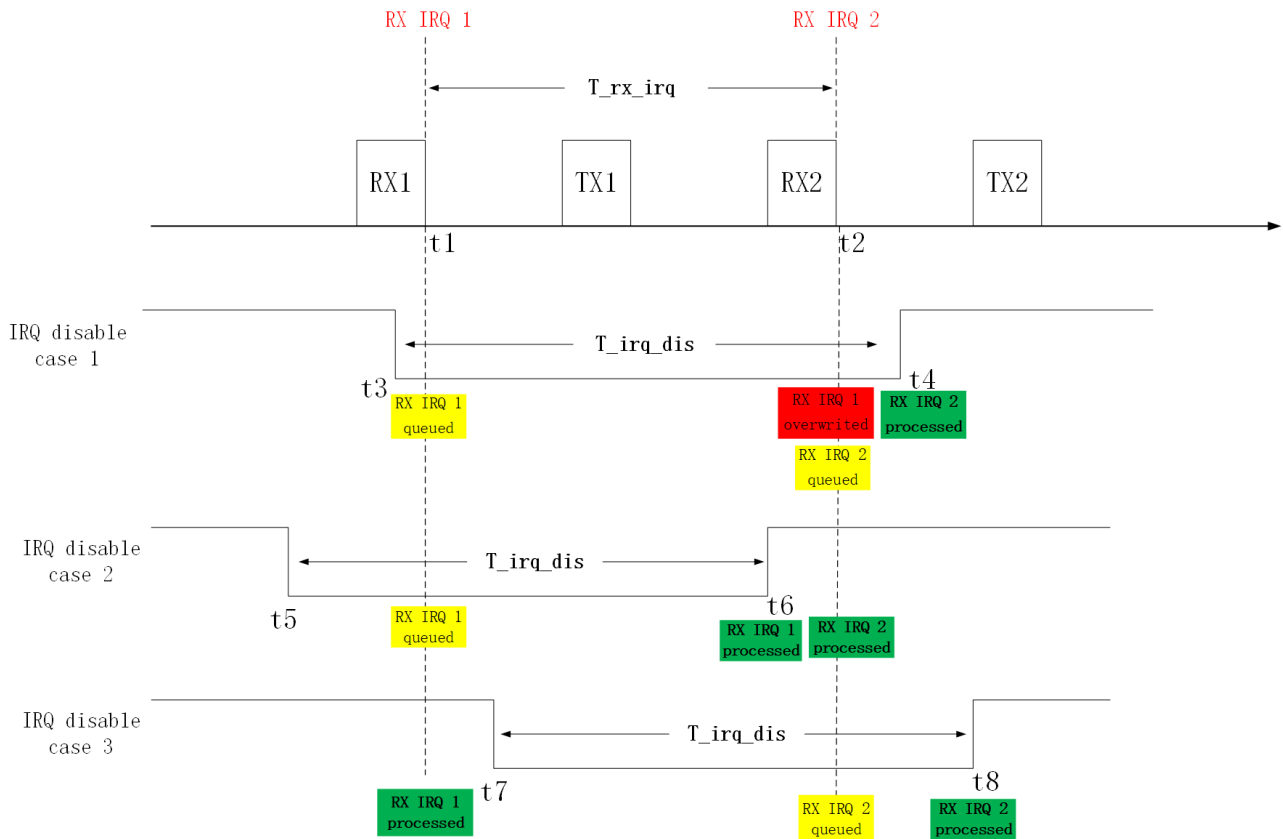 RX IRQ 1
RX IRQ 2
T_rx_irq
RX1
TX1
RX2
TX2
t1
t2
IRQ disable
case 1
T_irq_dis
t3
t4
RX IRQ 1
queued
RX IRQ 1
overwrited
RX IRQ 2
processed
RX IRQ 2
queued
IRQ disable
case 2
T_irq_dis
t5
t6
RX IRQ 1
queued
RX IRQ 1
processed
RX IRQ 2
processed
IRQ disable
case 3
T_irq_dis
t7
t8
RX IRQ 1
processed
RX IRQ 2
queued
RX IRQ 2
processed